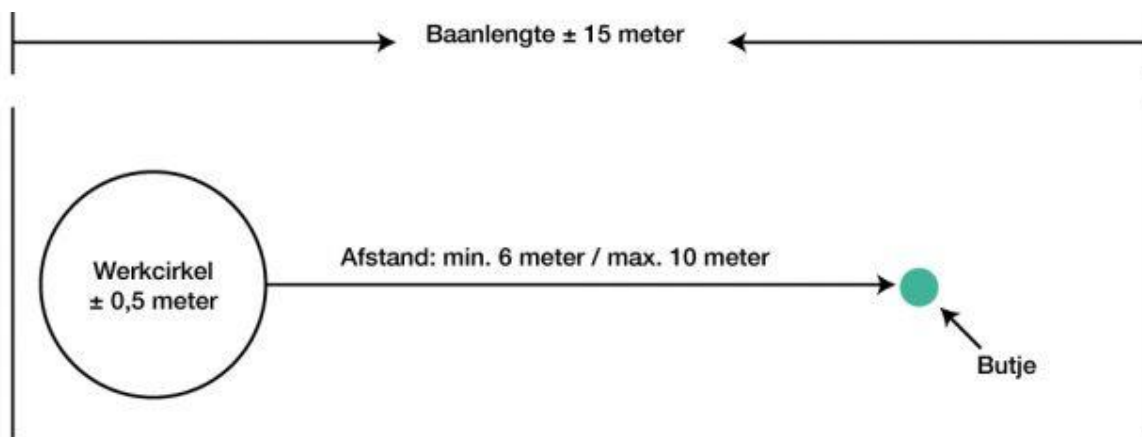 Baanlengte ± 15 meter
Afstand: min. 6 meter / max. 10 meter
Werkcirkel
± 0,5 meter
Butje